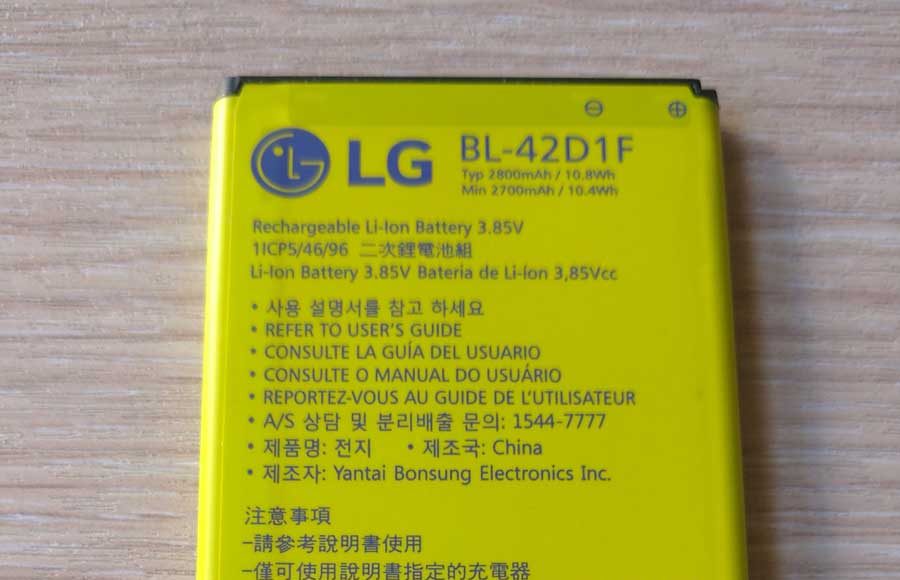 ⊖ ⊕
LG BL-42D1F
Typ 2800mAh / 10.8Wh
Min 2700mAh / 10.4Wh
Rechargeable Li-Ion Battery 3.85V
1ICP5/46/96 二次鋰電池組
Li-Ion Battery 3.85V Bateria de Li-íon 3,85Vcc
• 사용 설명서를 참고 하세요
• REFER TO USER'S GUIDE
• CONSULTE LA GUÍA DEL USUARIO
• CONSULTE O MANUAL DO USUÁRIO
• REPORTEZ-VOUS AU GUIDE DE L'UTILISATEUR
• A/S 상담 및 분리배출 문의: 1544-7777
• 제품명: 전지 • 제조국: China
• 제조자: Yantai Bonsung Electronics Inc.
注意事項
–請參考說明書使用
–僅可使用說明書指定的充電器